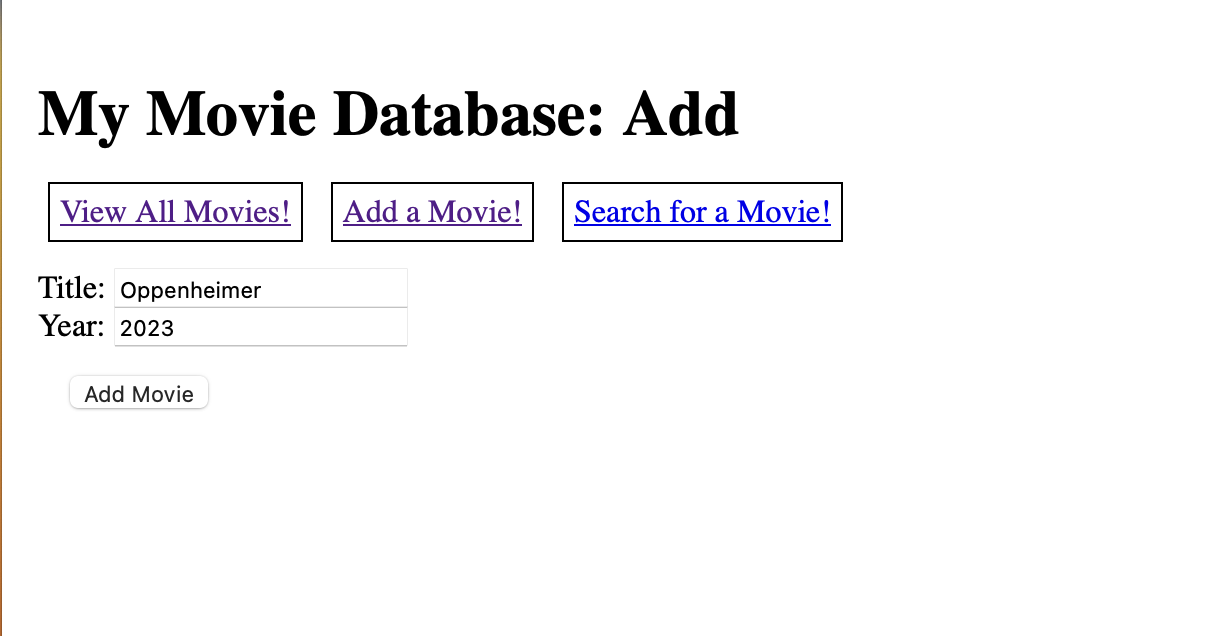 My Movie Database: Add
View All Movies! Add a Movie! Search for a Movie!
Title: Oppenheimer
Year: 2023
Add Movie